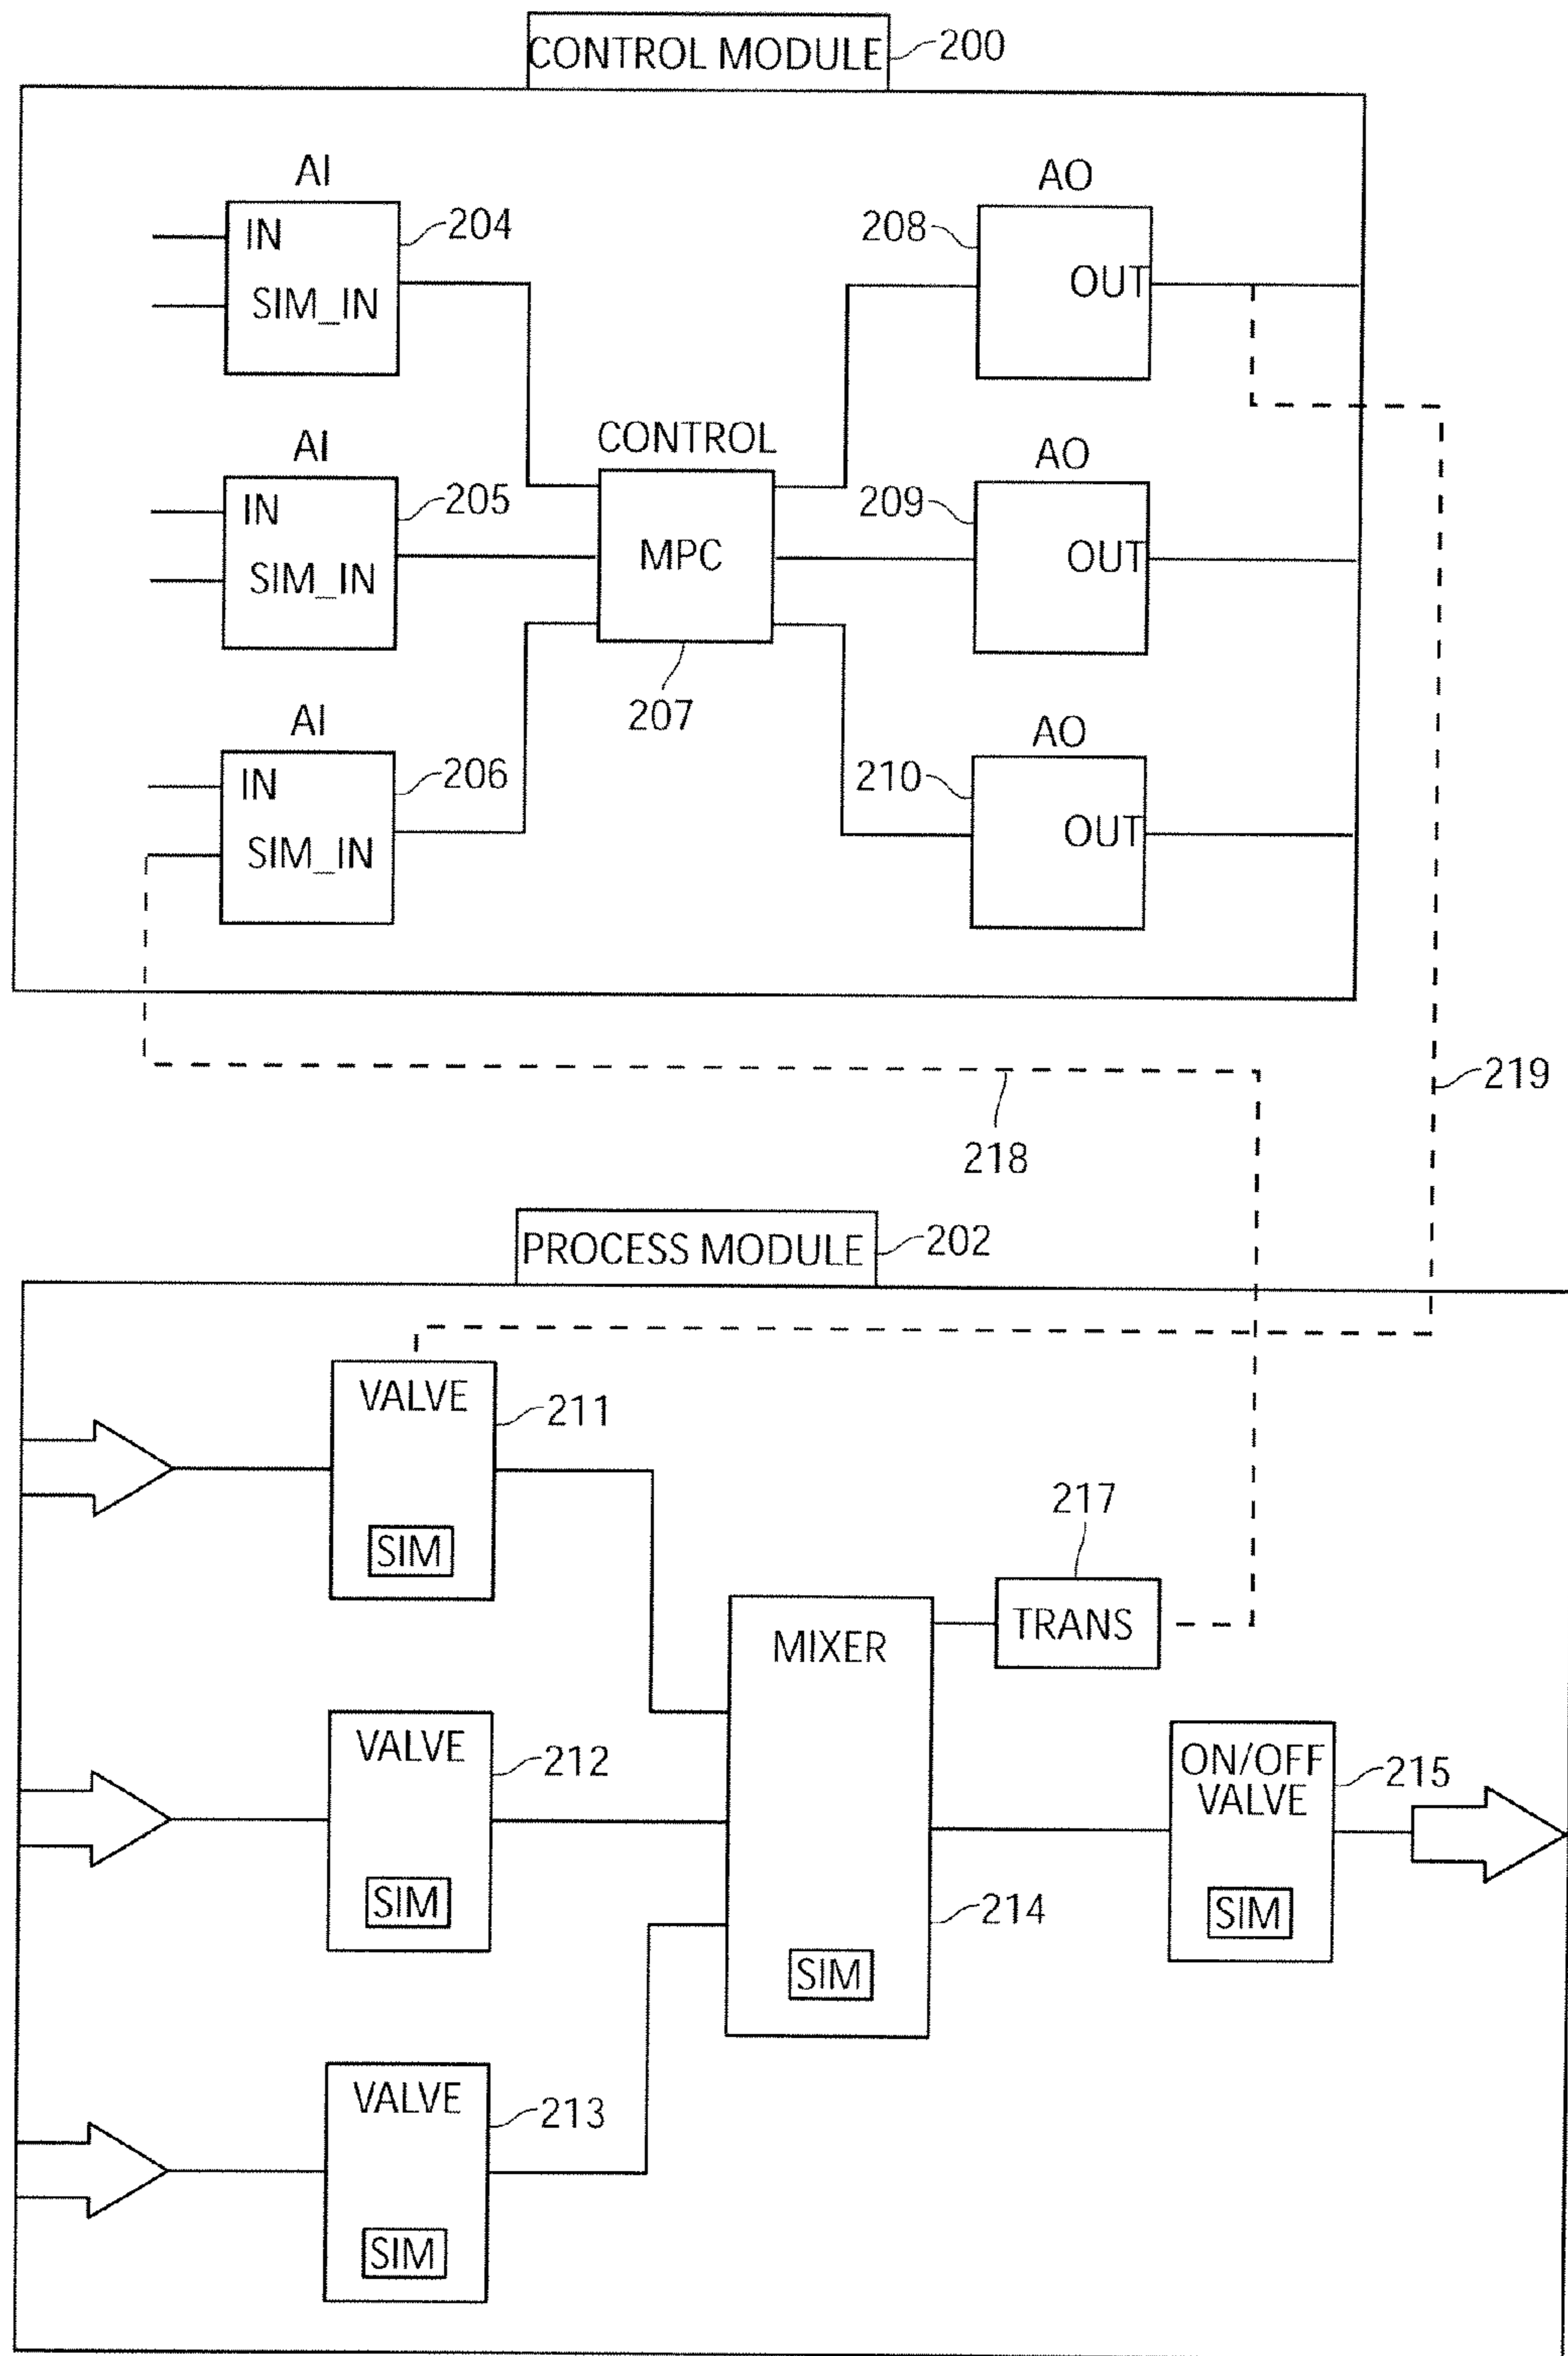 CONTROL MODULE
200
AI
AO
IN
204
208
SIM_IN
OUT
AI
CONTROL
AO
IN
205
209
SIM_IN
MPC
OUT
AI
207
AO
IN
206
210
SIM_IN
OUT
219
218
PROCESS MODULE
202
VALVE
211
SIM
217
TRANS
MIXER
VALVE
212
ON/OFF
VALVE
215
SIM
214
SIM
SIM
VALVE
213
SIM